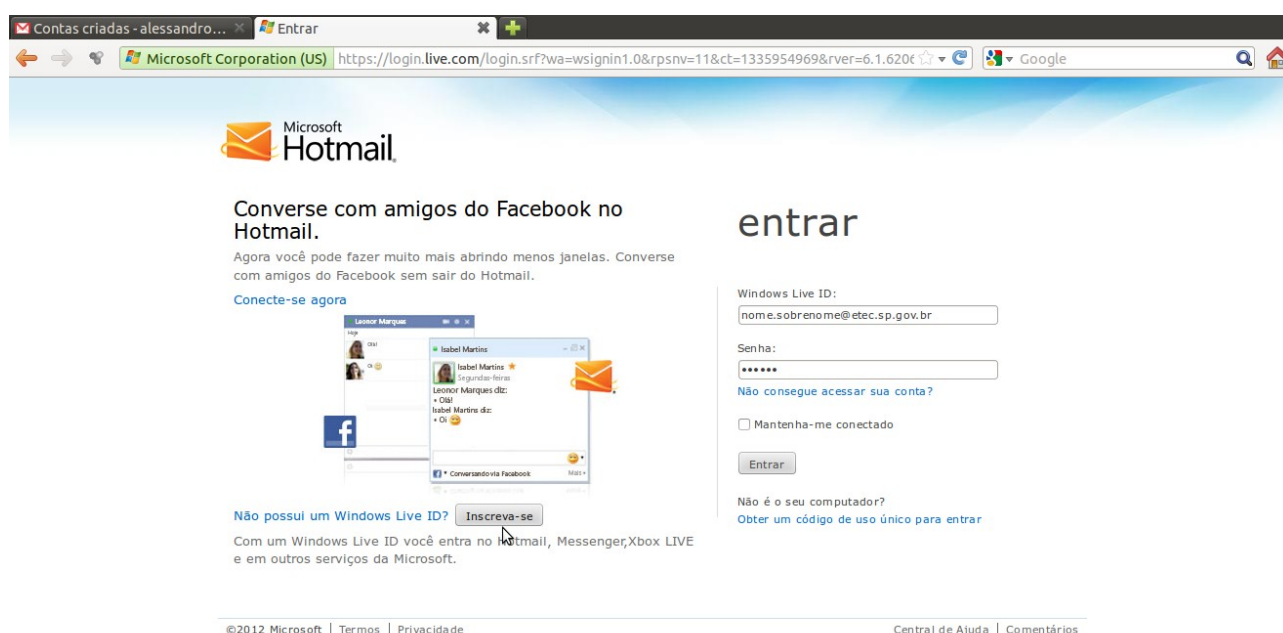 Contas criadas - alessandro...
Entrar
Microsoft Corporation (US)
https://login.live.com/login.srf?wa=wsignin1.0&rpsnv=11&ct=1335954969&rver=6.1.6206
Google
Microsoft
Hotmail
Converse com amigos do Facebook no
Hotmail.
Agora você pode fazer muito mais abrindo menos janelas. Converse
com amigos do Facebook sem sair do Hotmail.
Conecte-se agora
Leonor Marquez
Hoje
Olá!
Oi
Isabel Martins
Isabel Martins
Segundas-feiras
Leonor Marques diz:
• Olá!
Isabel Martins diz:
• Oi
Conversando via Facebook
Mais
Não possui um Windows Live ID? Inscreva-se
Com um Windows Live ID você entra no Hotmail, Messenger,Xbox LIVE
e em outros serviços da Microsoft.
entrar
Windows Live ID:
nome.sobrenome@etec.sp.gov.br
Senha:
••••••
Não consegue acessar sua conta?
Mantenha-me conectado
Entrar
Não é o seu computador?
Obter um código de uso único para entrar
©2012 Microsoft | Termos | Privacidade
Central de Ajuda | Comentários